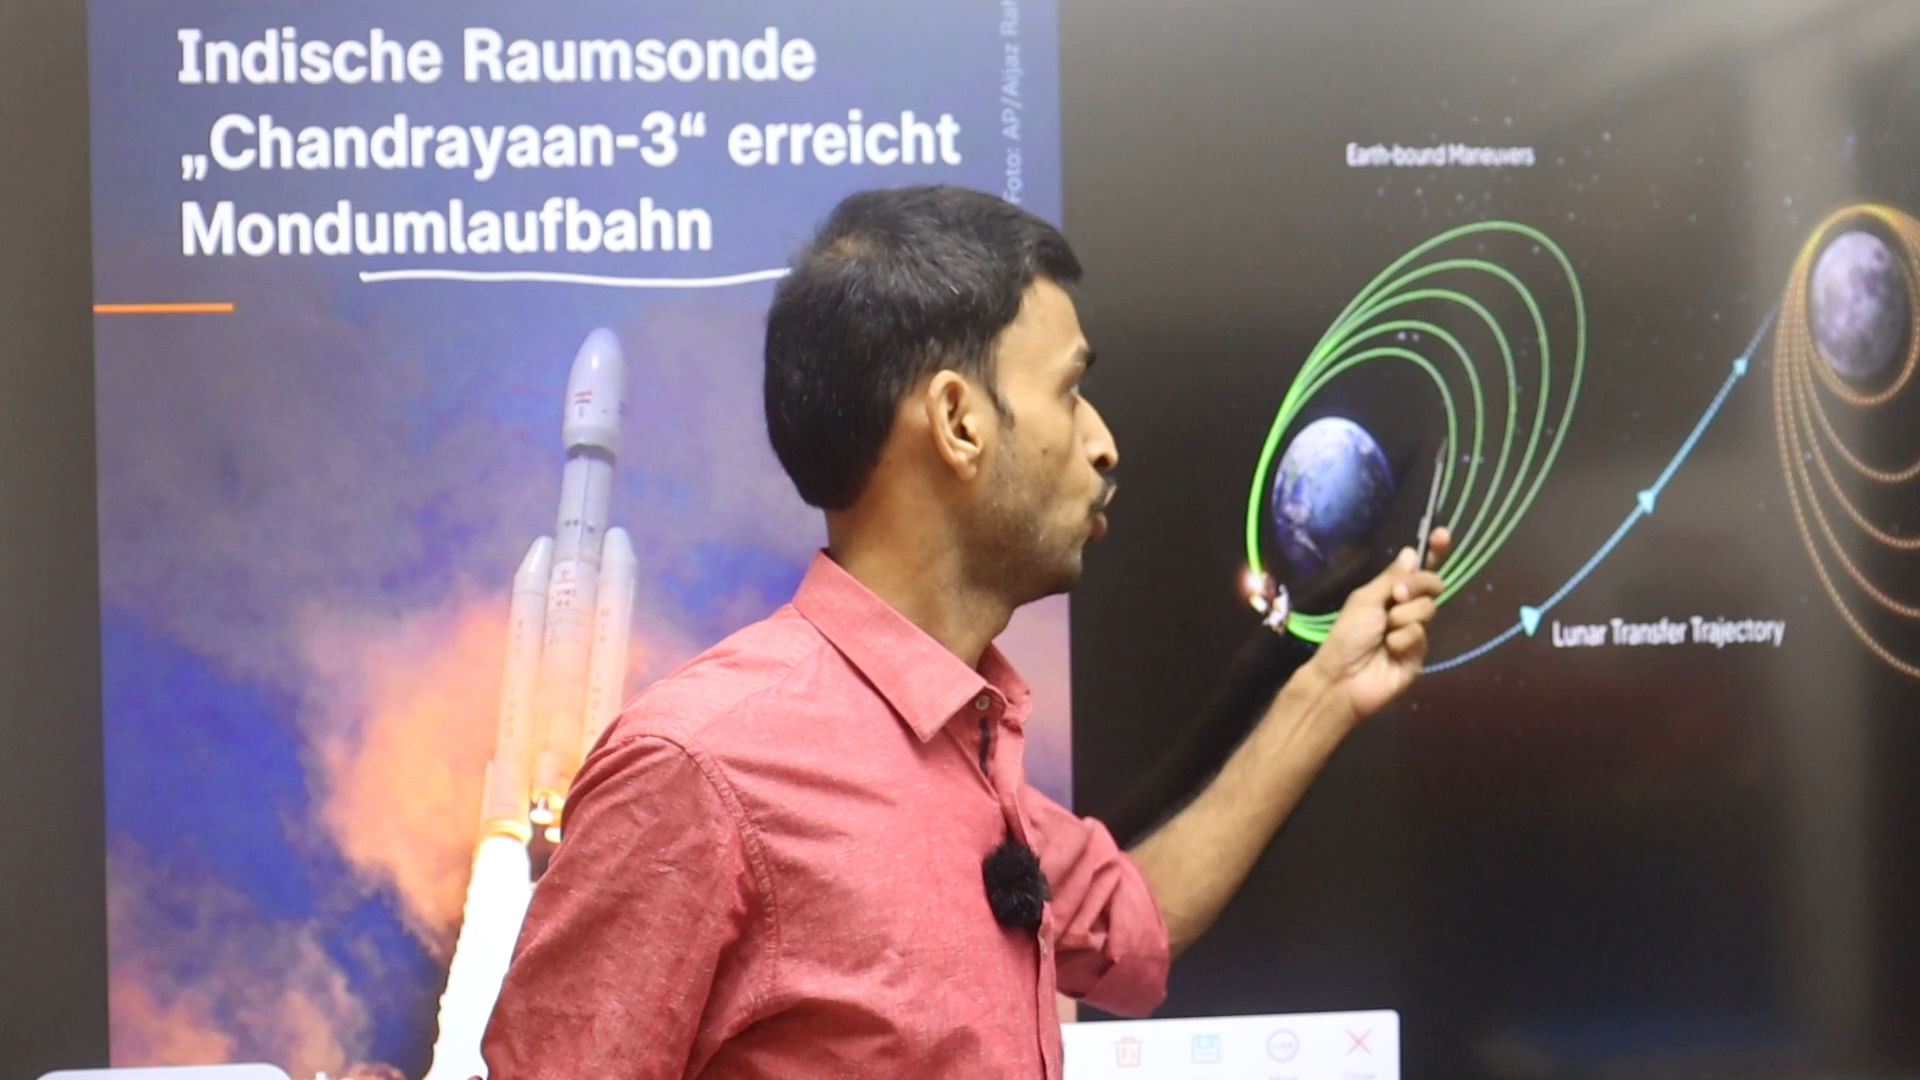 Indische Raumsonde
„Chandrayaan-3“ erreicht
Mondumlaufbahn
Foto: AP/Aijaz Rah
Earth-bound Maneuvers
Lunar Transfer Trajectory